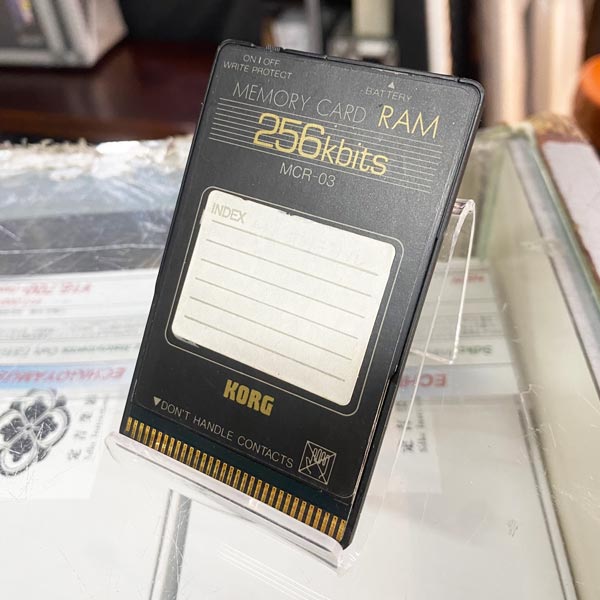 ON | OFF
WRITE PROTECT
▲
BATTERY
MEMORY CARD RAM
256kbits
MCR-03
INDEX
KORG
▼DON'T HANDLE CONTACTS